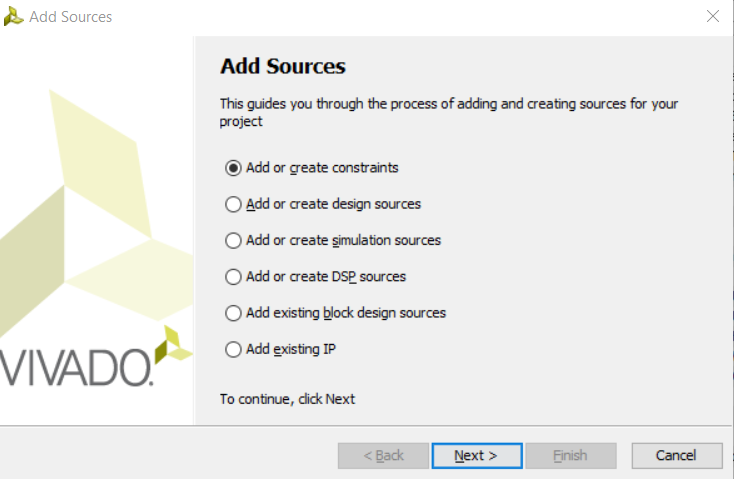 Add Sources
Add Sources
This guides you through the process of adding and creating sources for your
project
Add or create constraints
Add or create design sources
Add or create simulation sources
Add or create DSP sources
Add existing block design sources
Add existing IP
VIVADO.
To continue, click Next
< Back
Next >
Finish
Cancel